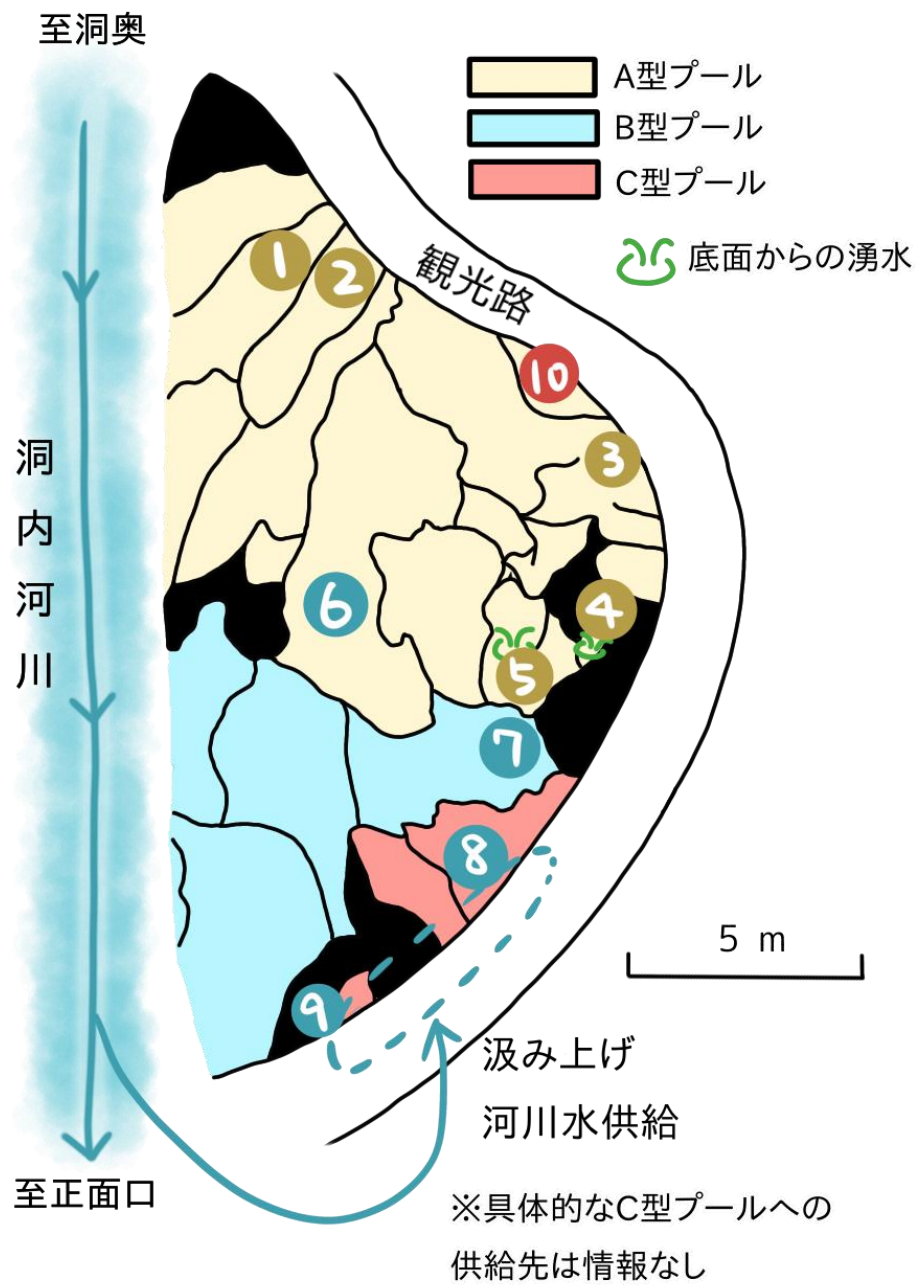 至洞奥
A型プール
B型プール
C型プール
底面からの湧水
観光路
1
2
10
3
洞内河川
6
4
5
7
8
5 m
9
汲み上げ
河川水供給
至正面口
※具体的なC型プールへの
供給先は情報なし